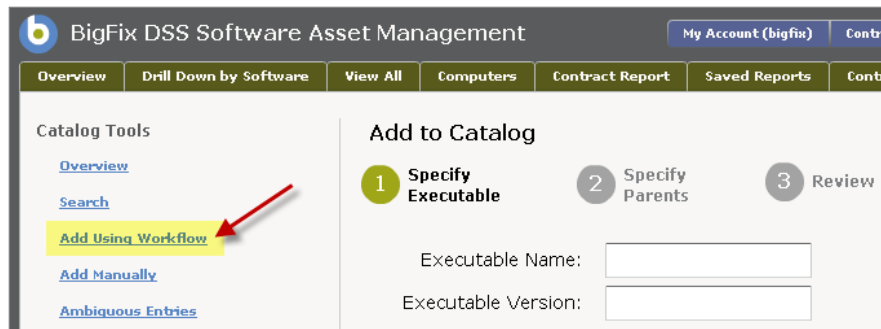 b BigFix DSS Software Asset Management My Account (bigfix)
Overview Drill Down by Software View All Computers Contract Report Saved Reports
Catalog Tools
Add to Catalog
Overview
1 Specify Executable 2 Specify Parents 3 Review
Search
Add Using Workflow
Executable Name:
Add Manually
Executable Version:
Ambiguous Entries